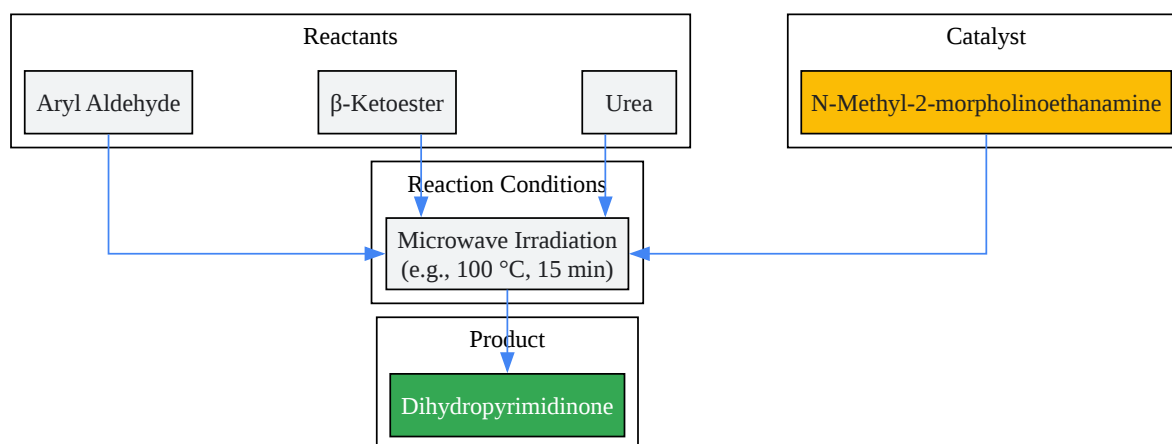 Reactants
Catalyst
Aryl Aldehyde
β-Ketoester
Urea
N-Methyl-2-morpholinoethanamine
Reaction Conditions
Microwave Irradiation
(e.g., 100 °C, 15 min)
Product
Dihydropyrimidinone